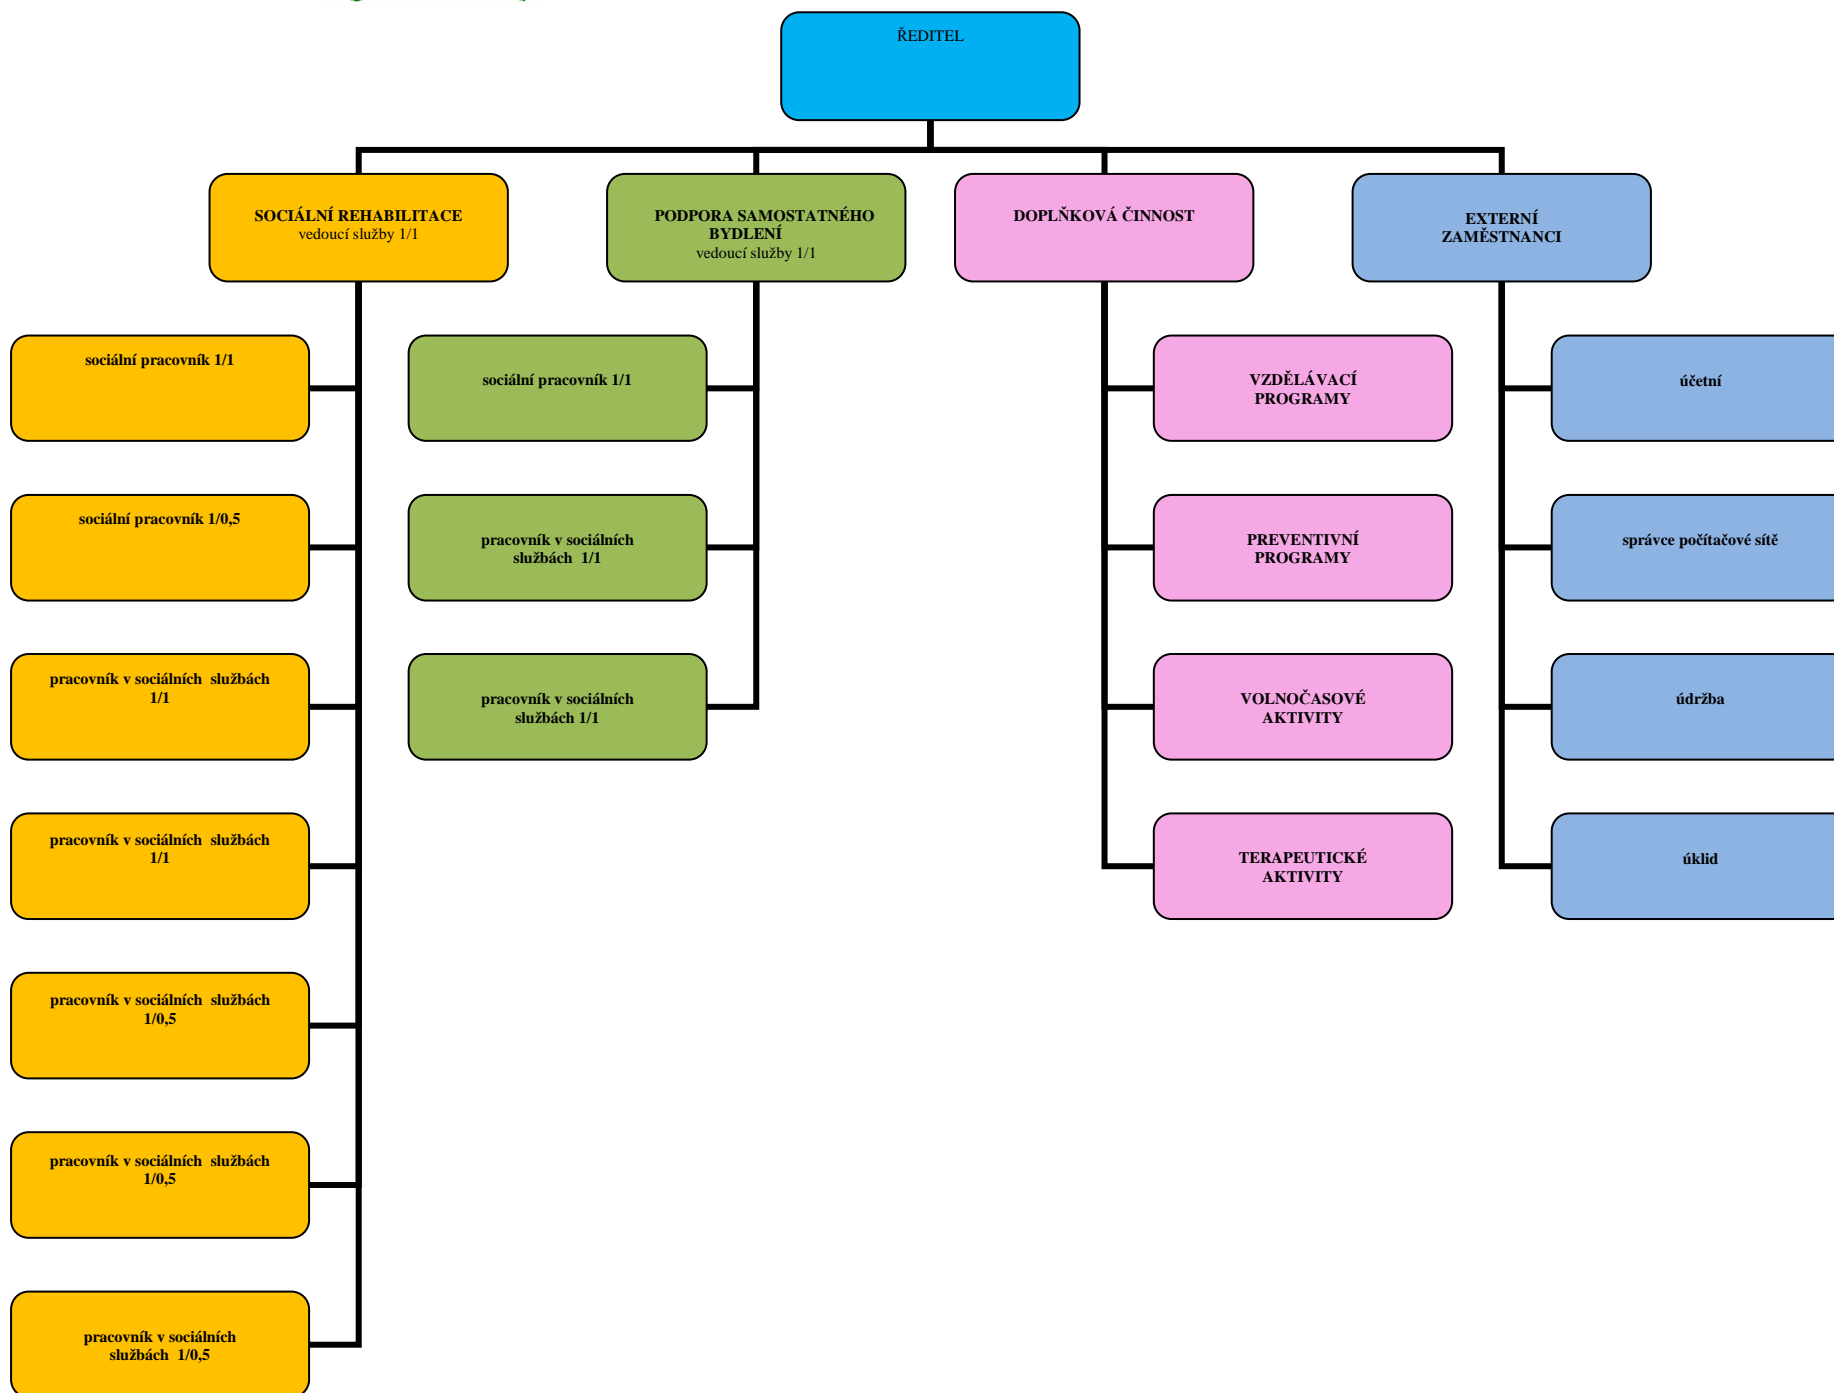 ŘEDITEL
SOCIÁLNÍ REHABILITACE
vedoucí služby 1/1
PODPORA SAMOSTATNÉHO
BYDLENÍ
vedoucí služby 1/1
DOPLŇKOVÁ ČINNOST
EXTERNÍ
ZAMĚSTNANCI
sociální pracovník 1/1
sociální pracovník 1/0,5
pracovník v sociálních  službách
1/1
pracovník v sociálních  službách
1/1
pracovník v sociálních  službách
1/0,5
pracovník v sociálních  službách
1/0,5
pracovník v sociálních
službách  1/0,5
sociální pracovník 1/1
pracovník v sociálních
službách  1/1
pracovník v sociálních
službách 1/1
VZDĚLÁVACÍ
PROGRAMY
PREVENTIVNÍ
PROGRAMY
VOLNOČASOVÉ
AKTIVITY
TERAPEUTICKÉ
AKTIVITY
účetní
správce počítačové sítě
údržba
úklid